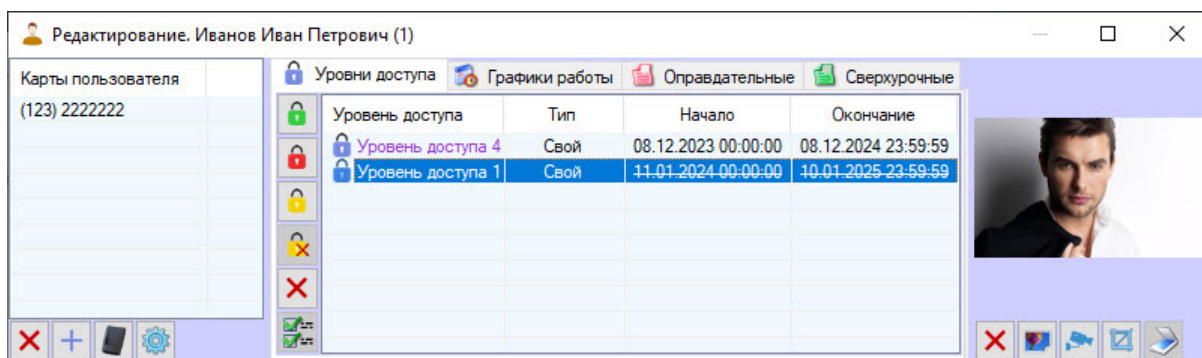 Редактирование. Иванов Иван Петрович (1)
Карты пользователя
(123) 2222222
Уровни доступа Графики работы Оправдательные Сверхурочные
Уровень доступа Тип Начало Окончание
Уровень доступа 4 Свой 08.12.2023 00:00:00 08.12.2024 23:59:59
Уровень доступа 1 Свой 11.01.2024 00:00:00 10.01.2025 23:59:59